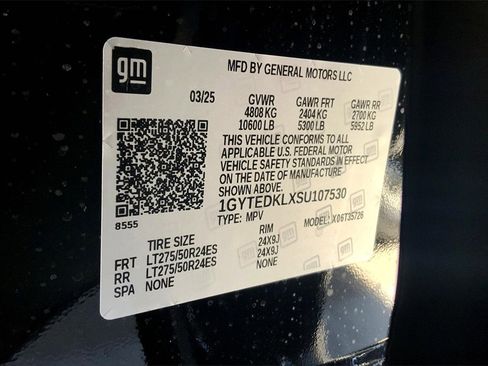 gm
MFD BY GENERAL MOTORS LLC
03/25 GVWR GAWR FRT GAWR RR
4808 KG 2404 KG 2700 KG
10600 LB 5300 LB 5952 LB
THIS VEHICLE CONFORMS TO ALL
APPLICABLE U.S. FEDERAL MOTOR
VEHICLE SAFETY STANDARDS IN EFFECT
ON THE DATE OF MANUFACTURE
SHOWN ABOVE.
1GYTEDKLXSU107530
8555 TYPE: MPV MODEL: X06T35726
TIRE SIZE RIM
FRT LT275/50R24ES 24X9J
RR LT275/50R24ES 24X9J
SPA NONE NONE